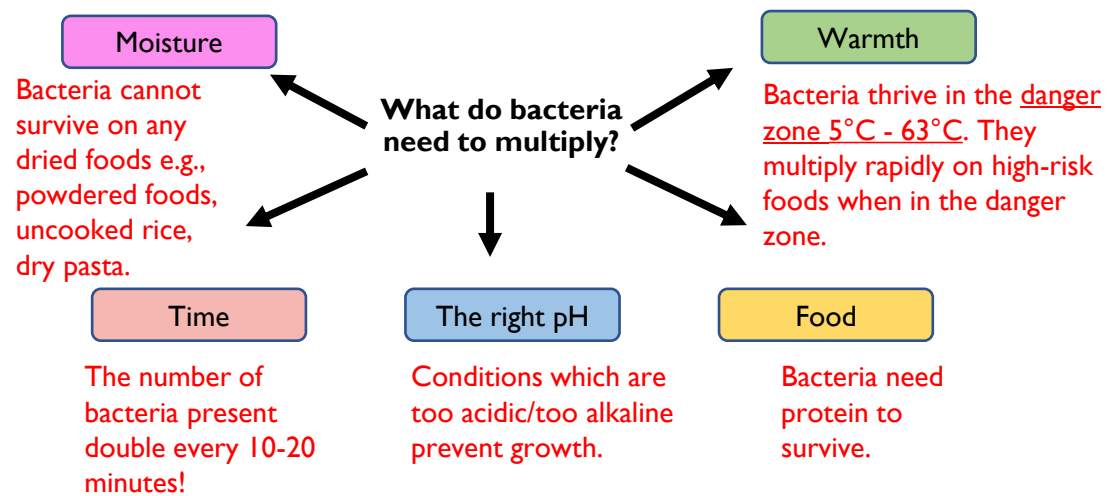 What do bacteria
need to multiply?
Moisture
Bacteria cannot
survive on any
dried foods e.g.,
powdered foods,
uncooked rice,
dry pasta.
Warmth
Bacteria thrive in the danger
zone 5°C - 63°C. They
multiply rapidly on high-risk
foods when in the danger
zone.
Time
The number of
bacteria present
double every 10-20
minutes!
The right pH
Conditions which are
too acidic/too alkaline
prevent growth.
Food
Bacteria need
protein to
survive.